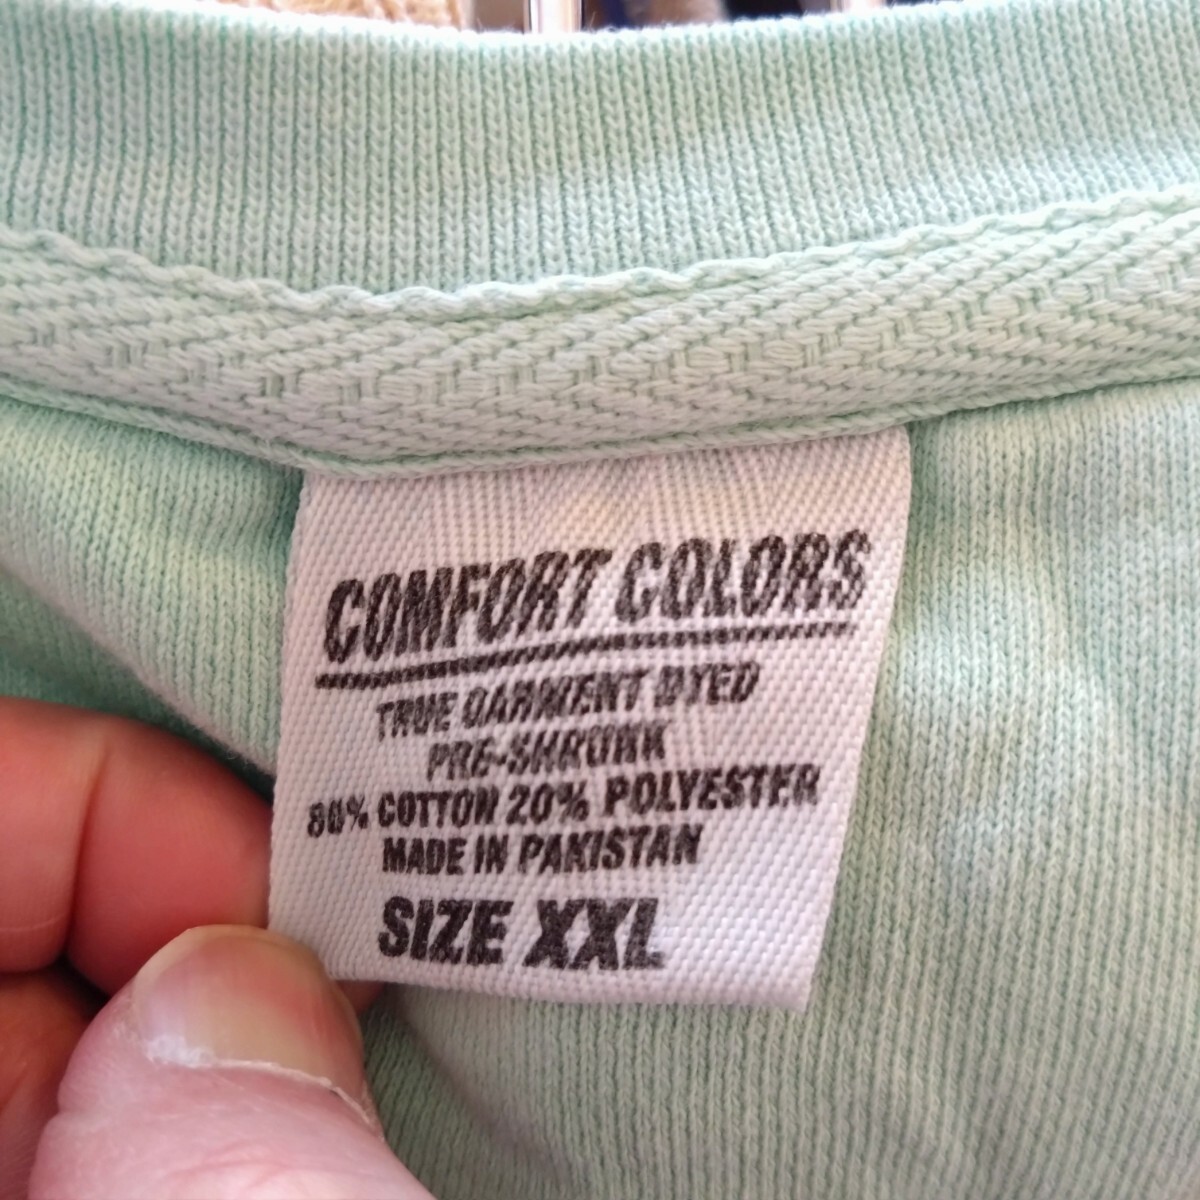 COMFORT COLORS
TRUE GARMENT DYED
PRE-SHRUNK
80% COTTON 20% POLYESTER
MADE IN PAKISTAN
SIZE XXL